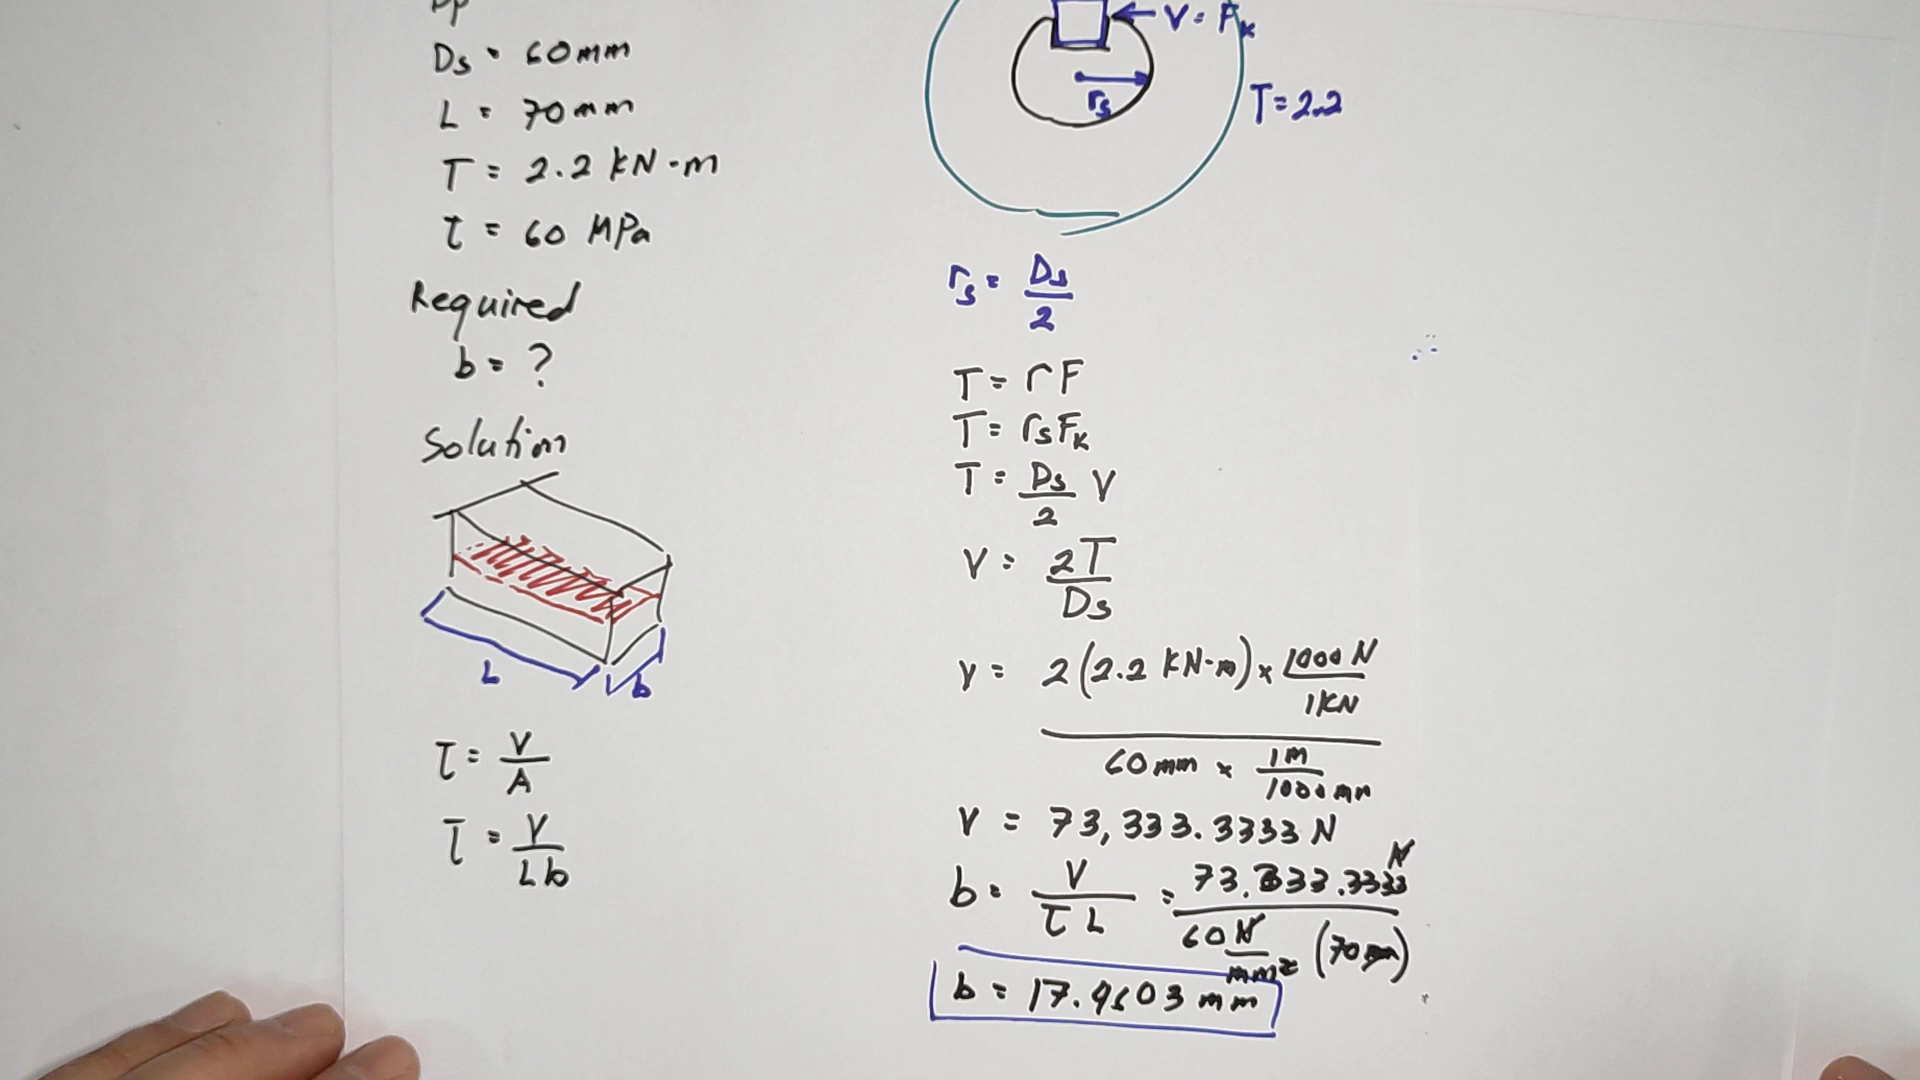 Ds = 60mm
L = 70mm
T = 2.2 KN-m
τ = 60 MPa
Required
b = ?
Solution
L
b
τ = V/A
τ = V/Lb
V = Fk
rs
T = 2.2
rs = Ds/2
T = rF
T = rsFk
T = Ds/2 V
V = 2T/Ds
V = 2(2.2 KN-m) x 1000 N/1KN
60mm x 1m/1000mm
V = 73,333.3333 N
b = V/τL = 73,333.3333 N/60 N/mm² (70mm)
b = 17.4603 mm